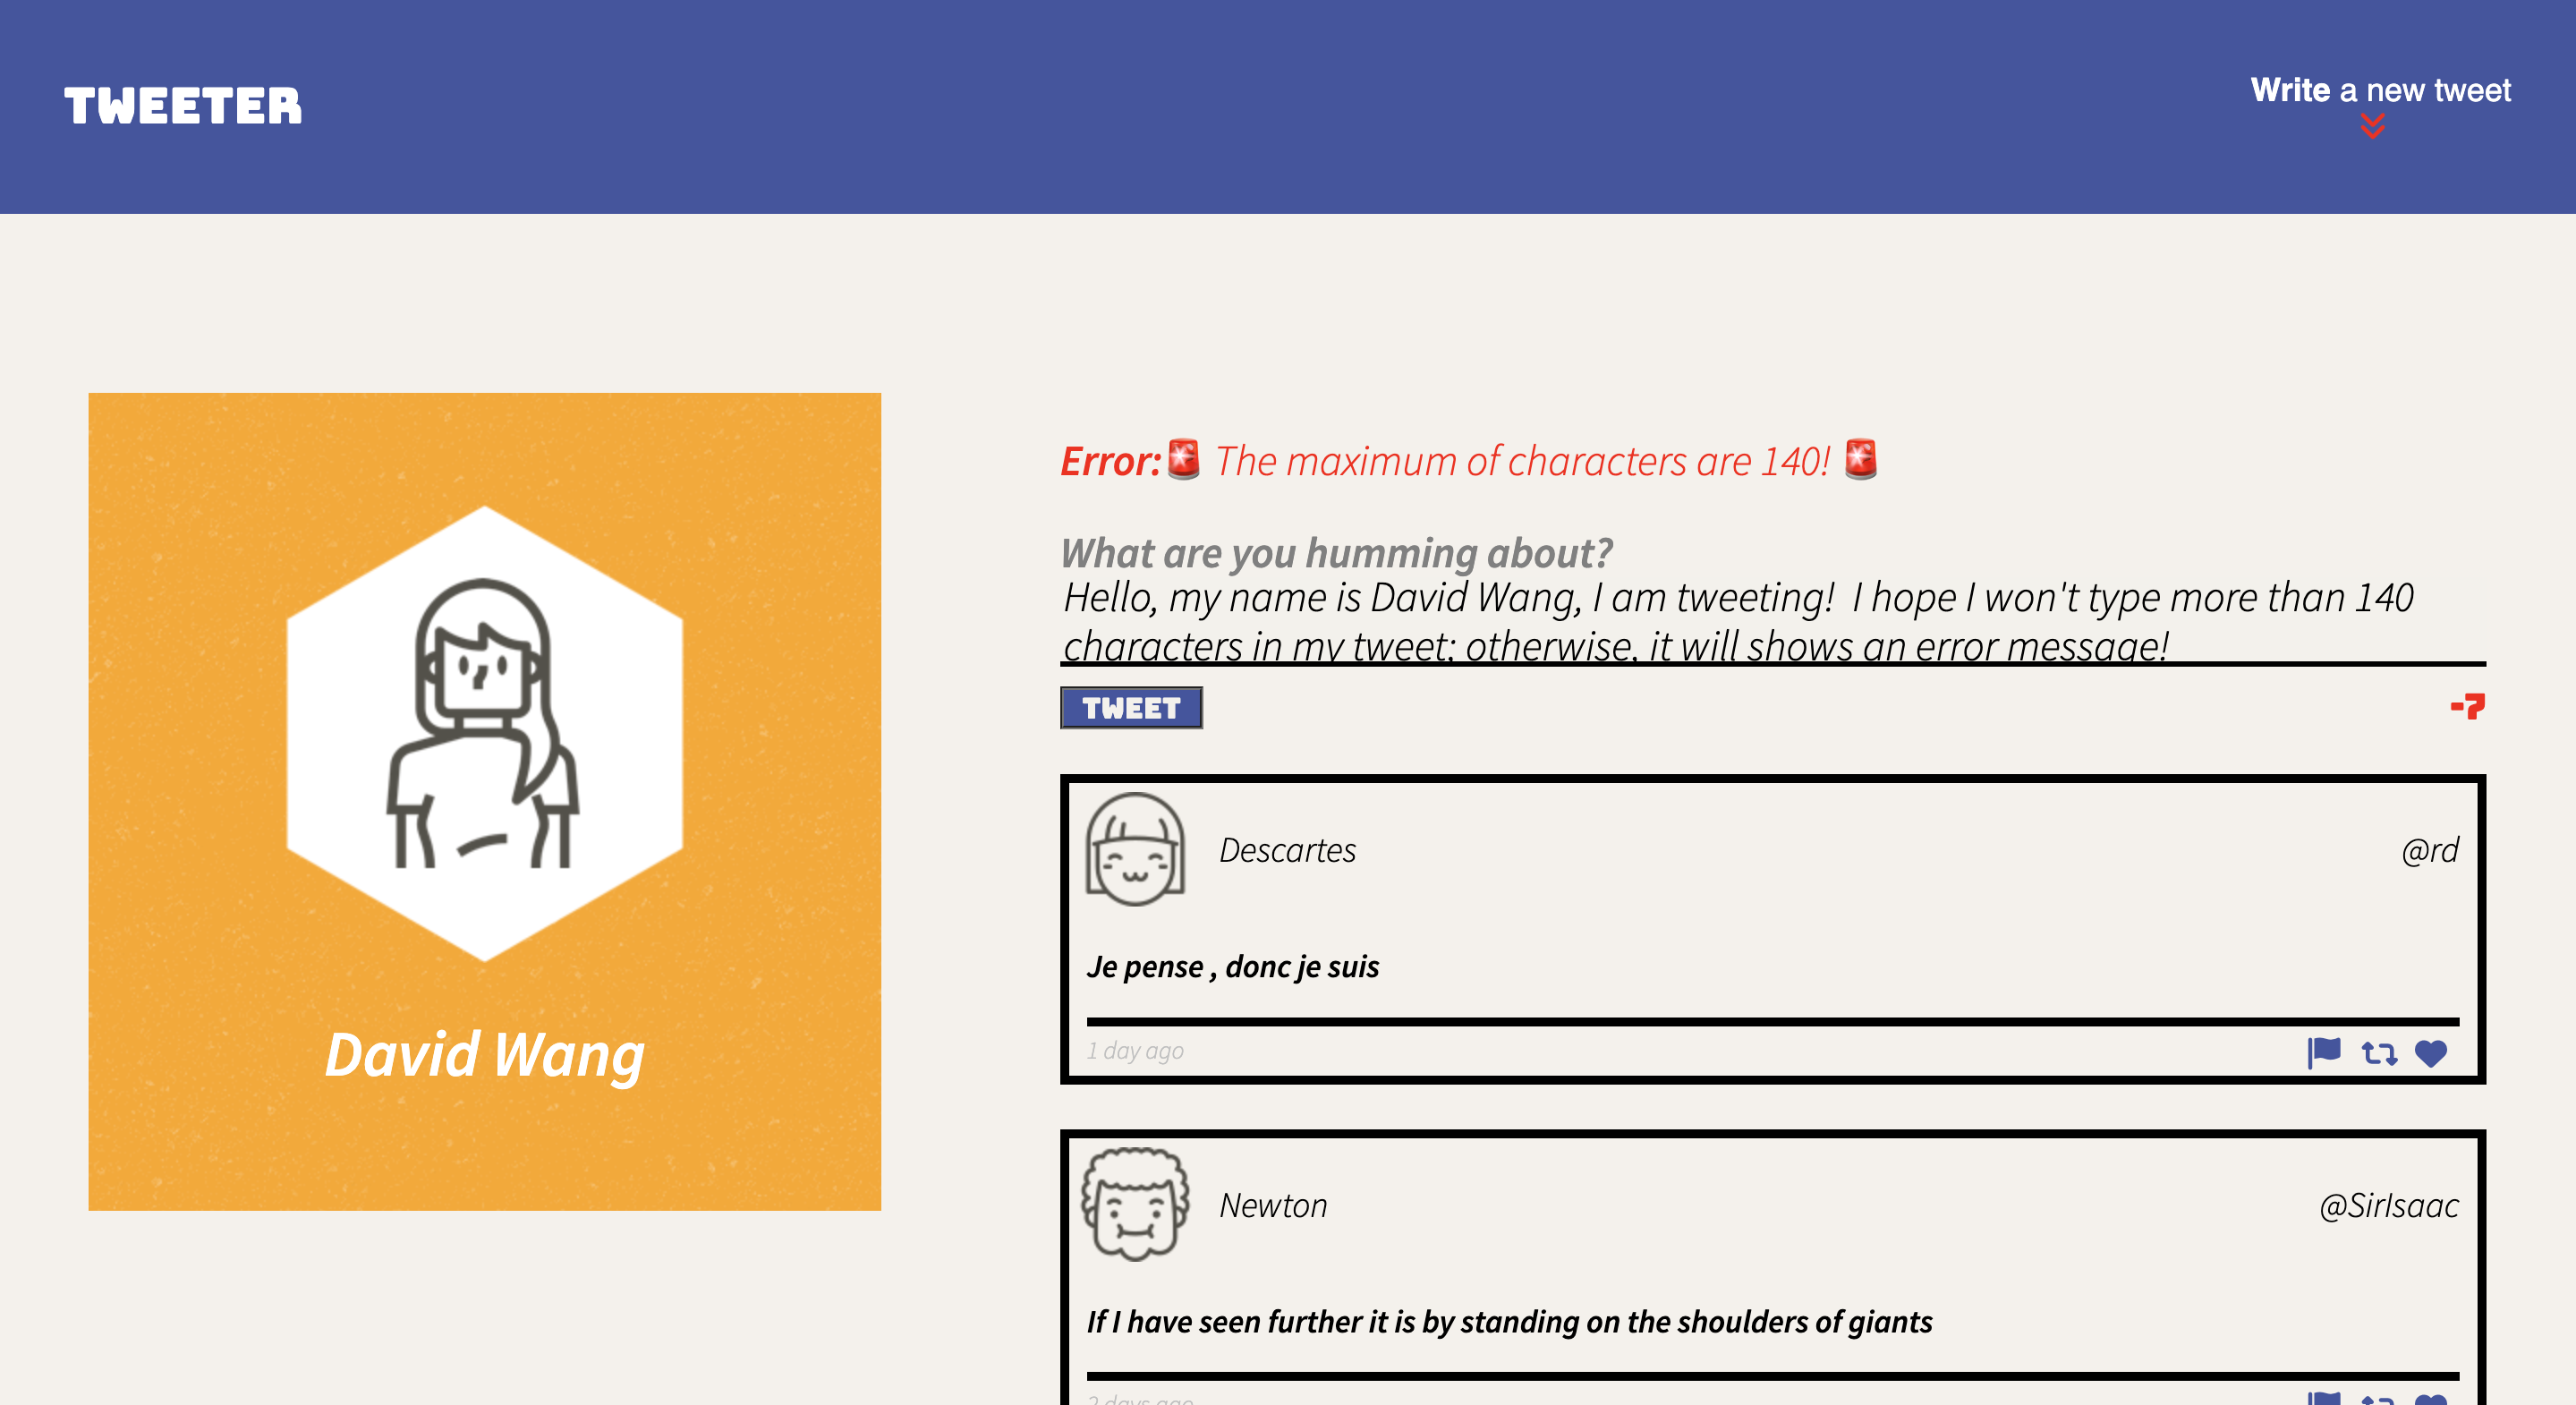 TWEETER
Write a new tweet
Error:🚨 The maximum of characters are 140! 🚨
What are you humming about?
Hello, my name is David Wang, I am tweeting!  I hope I won't type more than 140
characters in my tweet; otherwise, it will shows an error message!
TWEET
-7
David Wang
Descartes
@rd
Je pense , donc je suis
1 day ago
Newton
@SirIsaac
If I have seen further it is by standing on the shoulders of giants
2 days ago